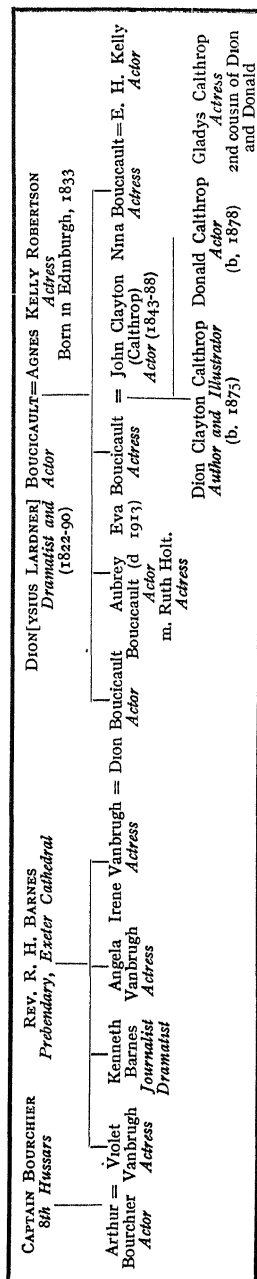 CAPTAIN BOURCHIER
8th Hussars
REV. R. H. BARNES
Prebendary, Exeter Cathedral
DION[YSIUS LARDNER] BOUCICAULT=AGNES KELLY ROBERTSON
Dramatist and Actor
(1822-90)
Actress
Born in Edinburgh, 1833
Arthur = Violet
Bourchier Vanbrugh
Actor Actress
Kenneth
Barnes
Journalist
Dramatist
Angela
Vanbrugh
Actress
Irene Vanbrugh = Dion Boucicault
Actress Actor
Aubrey
Boucicault (d 1913)
Actor
m. Ruth Holt.
Actress
Eva Boucicault = John Clayton
Actress (Calthrop)
Actor (1843-88)
Nina Boucicault=E. H. Kelly
Actress Actor
Dion Clayton Calthrop
Author and Illustrator
(b. 1875)
Donald Calthrop
Actor
(b. 1878)
Gladys Calthrop
Actress
2nd cousin of Dion
and Donald